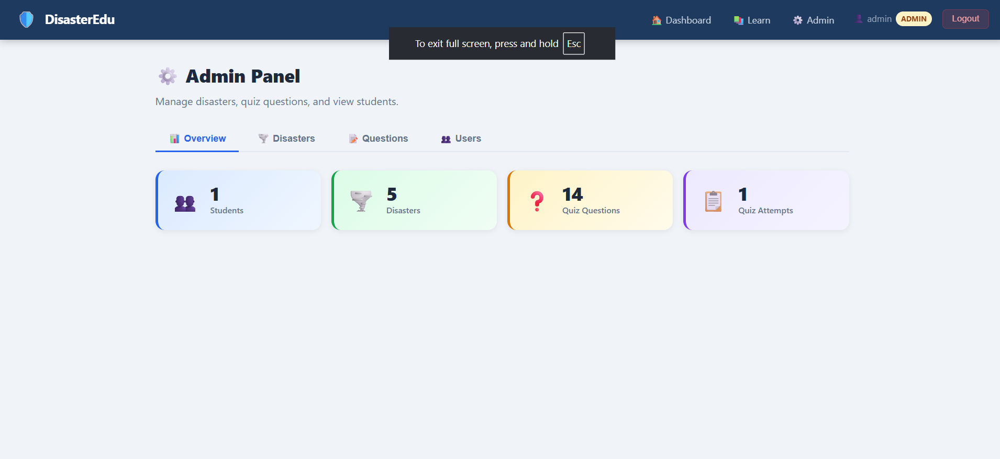 DisasterEdu
Dashboard Learn Admin admin ADMIN Logout
To exit full screen, press and hold Esc
Admin Panel
Manage disasters, quiz questions, and view students.
Overview Disasters Questions Users
1
Students
5
Disasters
14
Quiz Questions
1
Quiz Attempts